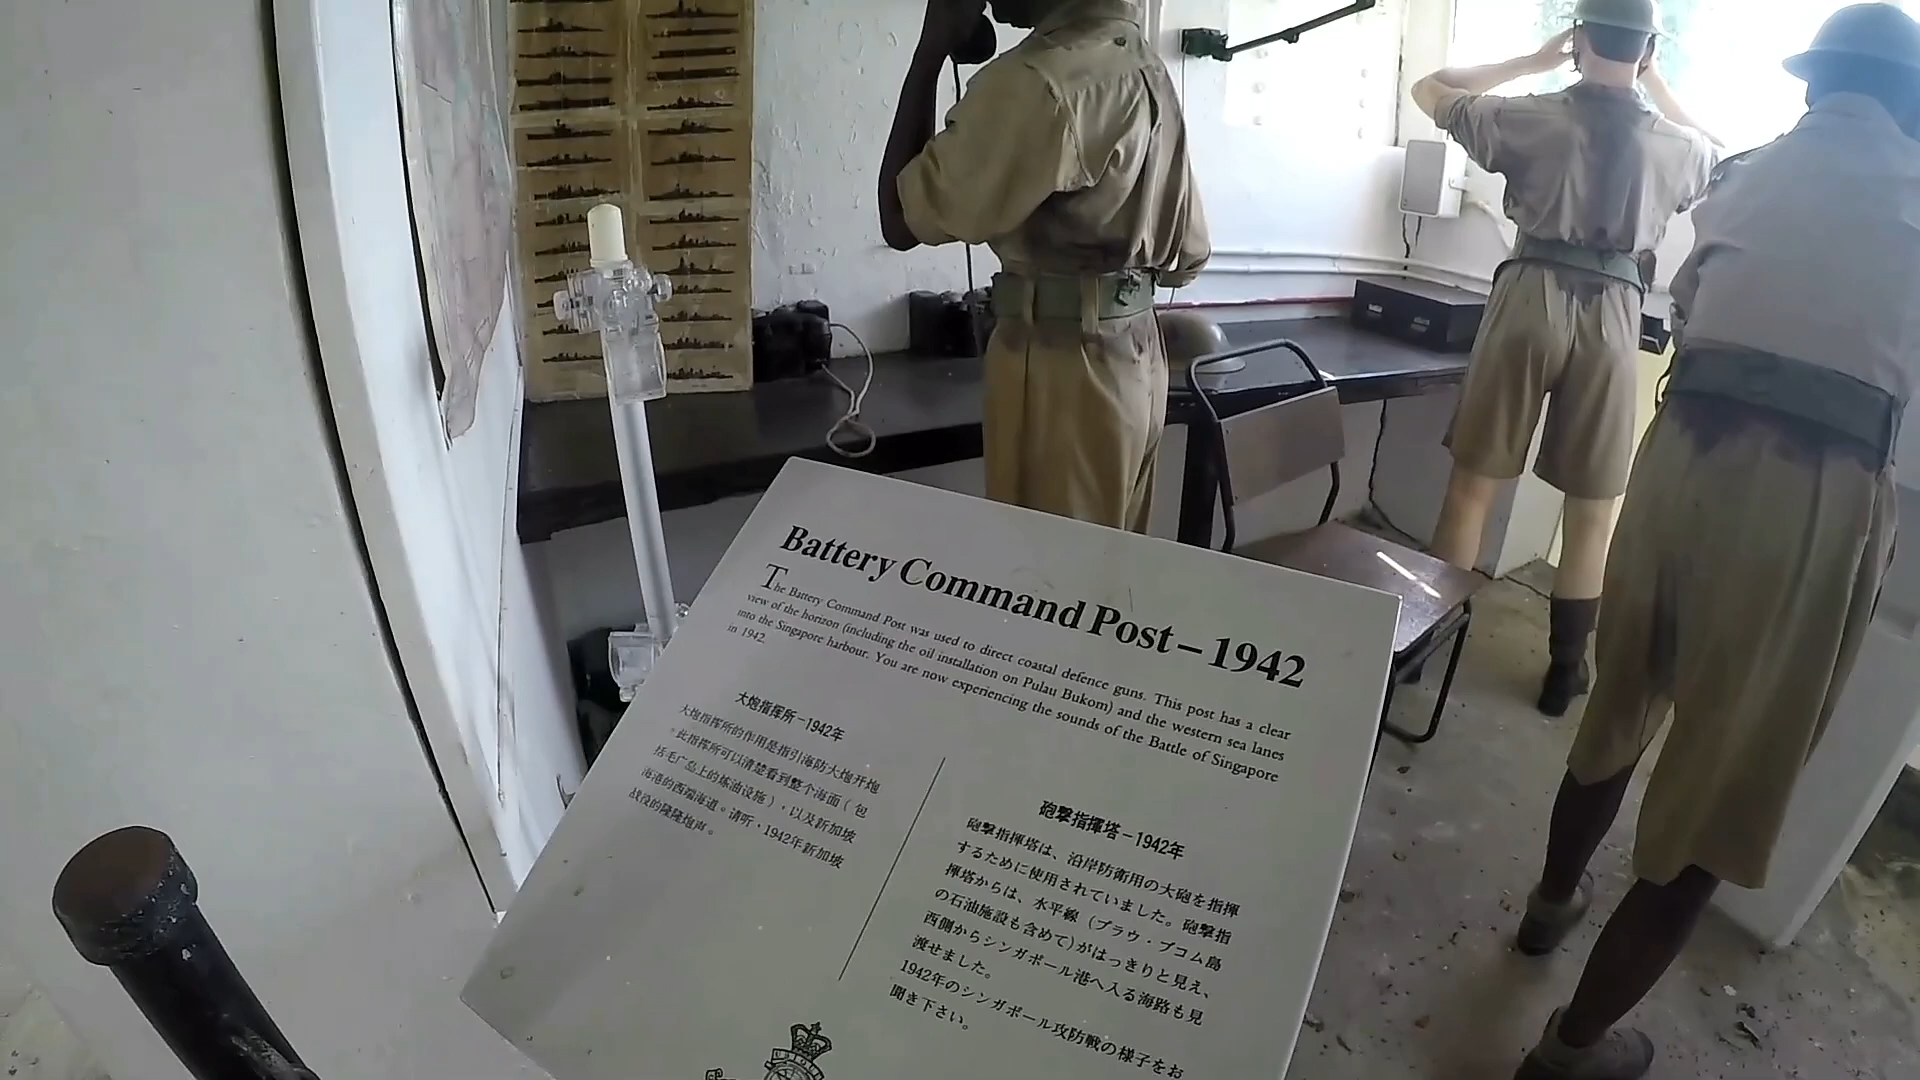 Battery Command Post – 1942
The Battery Command Post was used to direct coastal defence guns. This post has a clear
view of the horizon (including the oil installation on Pulau Bukom) and the western sea lanes
into the Singapore harbour. You are now experiencing the sounds of the Battle of Singapore
in 1942.
大炮指挥所–1942年
大炮指挥所的作用是指引海防大炮开炮
。此指挥所可以清楚看到整个海面（包
括毛广岛上的炼油设施），以及新加坡
海港的西端海道。请听，1942年新加坡
战役的隆隆炮声。
砲撃指揮塔–1942年
砲撃指揮塔は、沿岸防衛用の大砲を指揮
するために使用されていました。砲撃指
揮塔からは、水平線（プラウ・ブコム島
の石油施設も含めて)がはっきりと見え、
西側からシンガポール港へ入る海路も見
渡せました。
1942年のシンガポール攻防戦の様子をお
聞き下さい。